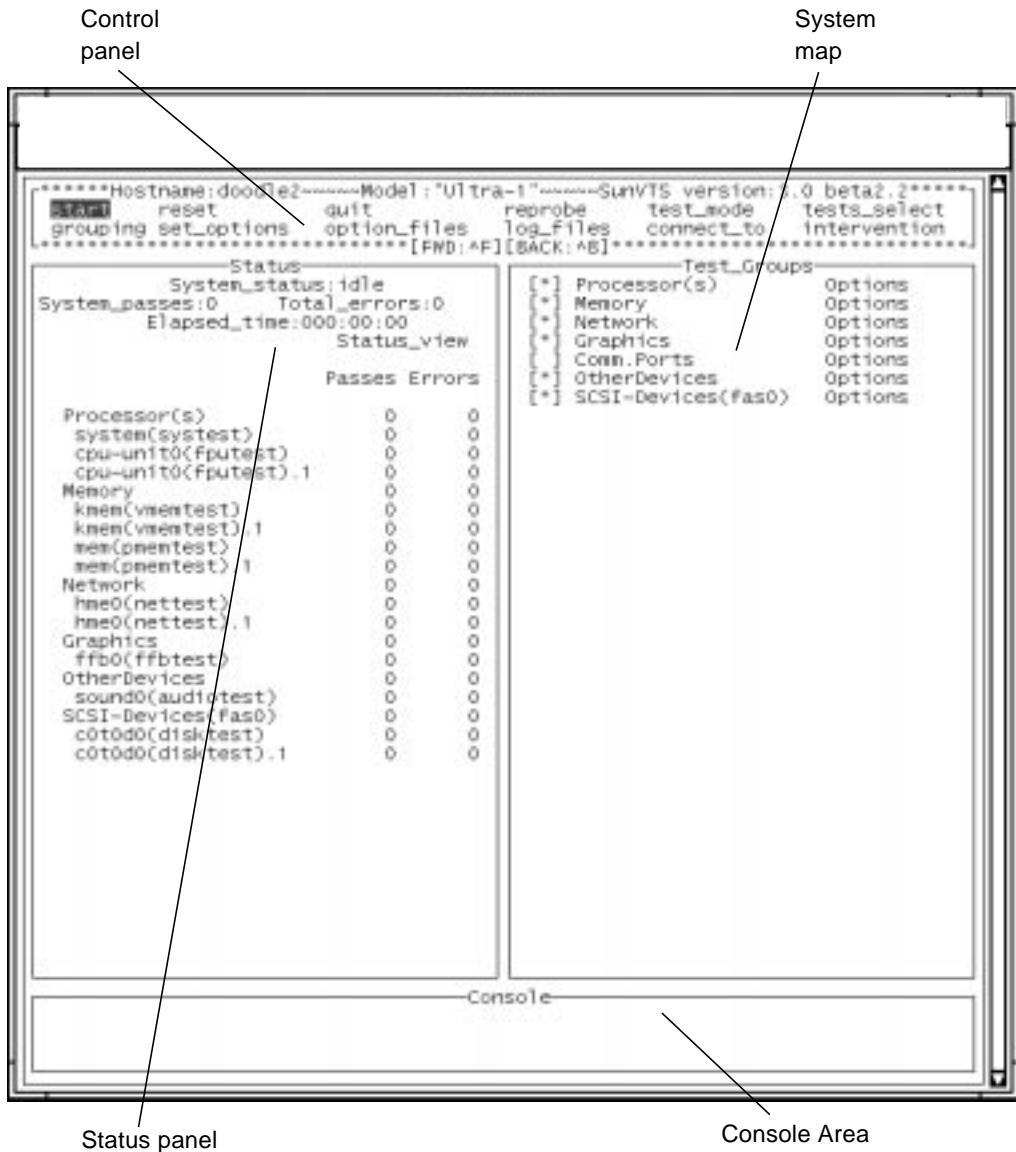 Control
panel
System
map
******Hostname:doodle2~~~~~Model:"Ultra-1"~~~~~SunVTS version:3.0 beta2.2*****
start reset quit reprobe test_mode tests_select
grouping set_options option_files log_files connect_to intervention
[FWD:^F][BACK:^B]
Status
System_status:idle
System_passes:0 Total_errors:0
Elapsed_time:000:00:00
Status_view
Passes Errors
Processor(s) 0 0
system(systest) 0 0
cpu-unit0(fputest) 0 0
cpu-unit0(fputest).1 0 0
Memory 0 0
kmem(vmemtest) 0 0
kmem(vmemtest).1 0 0
mem(pmemtest) 0 0
mem(pmemtest).1 0 0
Network 0 0
hme0(nettest) 0 0
hme0(nettest).1 0 0
Graphics 0 0
ffb0(ffbtest) 0 0
OtherDevices 0 0
sound0(audiotest) 0 0
SCSI-Devices(fas0) 0 0
c0t0d0(disktest) 0 0
c0t0d0(disktest).1 0 0
Test_Groups
[*] Processor(s) Options
[*] Memory Options
[*] Network Options
[*] Graphics Options
[ ] Comm.Ports Options
[*] OtherDevices Options
[*] SCSI-Devices(fas0) Options
Console
Status panel
Console Area